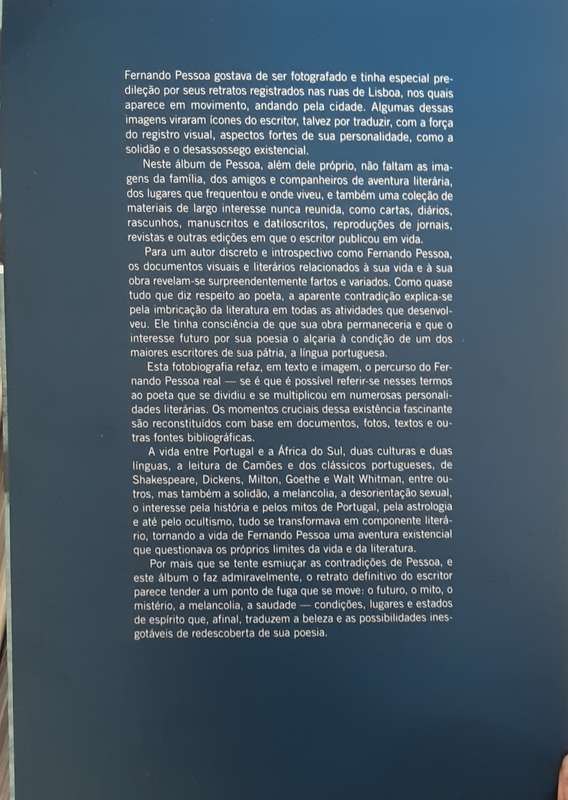 Fernando Pessoa gostava de ser fotografado e tinha especial pre-
dileção por seus retratos registrados nas ruas de Lisboa, nos quais
aparece em movimento, andando pela cidade. Algumas dessas
imagens viraram ícones do escritor, talvez por traduzir, com a força
do registro visual, aspectos fortes de sua personalidade, como a
solidão e o desassossego existencial.
Neste álbum de Pessoa, além dele próprio, não faltam as ima-
gens da família, dos amigos e companheiros de aventura literária,
dos lugares que frequentou e onde viveu, e também uma coleção de
materiais de largo interesse nunca reunida, como cartas, diários,
rascunhos, manuscritos e datiloscritos, reproduções de jornais,
revistas e outras edições em que o escritor publicou em vida.
Para um autor discreto e introspectivo como Fernando Pessoa,
os documentos visuais e literários relacionados à sua vida e à sua
obra revelam-se surpreendentemente fartos e variados. Como quase
tudo que diz respeito ao poeta, a aparente contradição explica-se
pela imbricação da literatura em todas as atividades que desenvol-
veu. Ele tinha consciência de que sua obra permaneceria e que o
interesse futuro por sua poesia o alçaria à condição de um dos
maiores escritores de sua pátria, a língua portuguesa.
Esta fotobiografia refaz, em texto e imagem, o percurso do Fer-
nando Pessoa real — se é que é possível referir-se nesses termos
ao poeta que se dividiu e se multiplicou em numerosas personali-
dades literárias. Os momentos cruciais dessa existência fascinante
são reconstituídos com base em documentos, fotos, textos e ou-
tras fontes bibliográficas.
A vida entre Portugal e a África do Sul, duas culturas e duas
línguas, a leitura de Camões e dos clássicos portugueses, de
Shakespeare, Dickens, Milton, Goethe e Walt Whitman, entre ou-
tros, mas também a solidão, a melancolia, a desorientação sexual,
o interesse pela história e pelos mitos de Portugal, pela astrologia
e até pelo ocultismo, tudo se transformava em componente literá-
rio, tornando a vida de Fernando Pessoa uma aventura existencial
que questionava os próprios limites da vida e da literatura.
Por mais que se tente esmiuçar as contradições de Pessoa, e
este álbum o faz admiravelmente, o retrato definitivo do escritor
parece tender a um ponto de fuga que se move: o futuro, o mito, o
mistério, a melancolia, a saudade — condições, lugares e estados
de espírito que, afinal, traduzem a beleza e as possibilidades ines-
gotáveis de redescoberta de sua poesia.